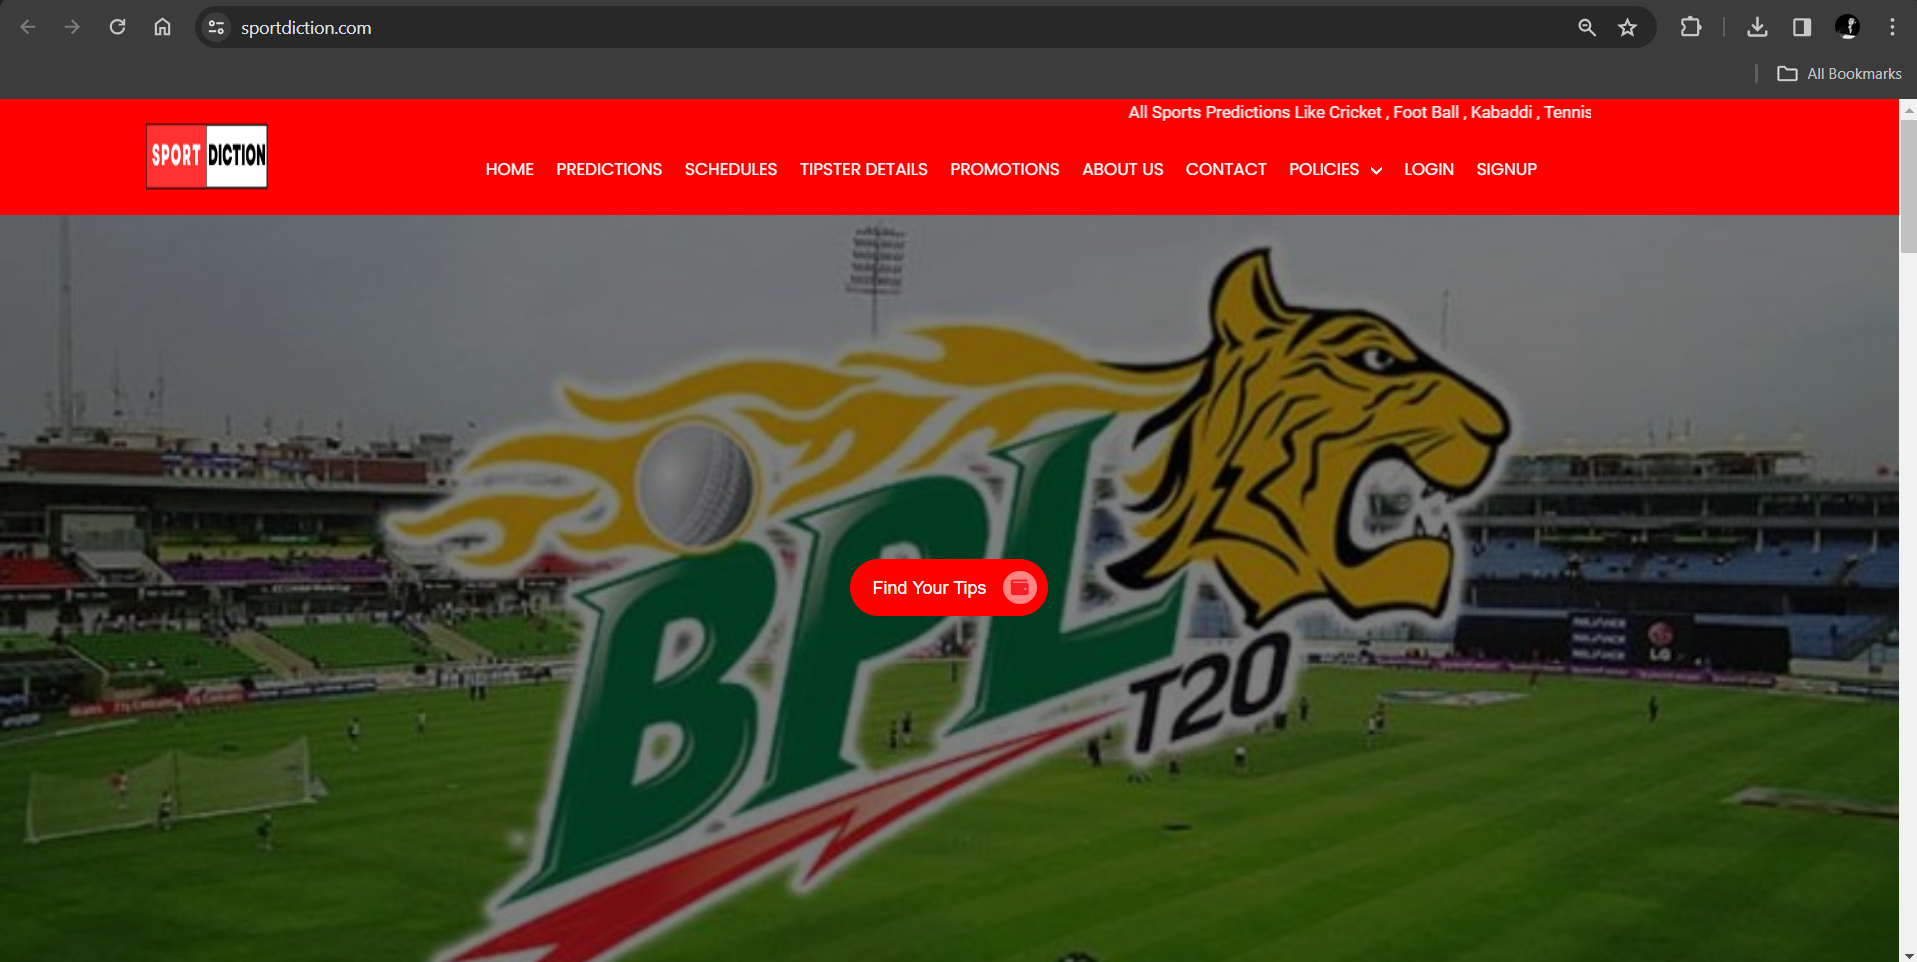 sportdiction.com
All Bookmarks
All Sports Predictions Like Cricket , Foot Ball , Kabaddi , Tennis
SPORT DICTION
HOME PREDICTIONS SCHEDULES TIPSTER DETAILS PROMOTIONS ABOUT US CONTACT POLICIES LOGIN SIGNUP
BPL
T20
Find Your Tips
LG